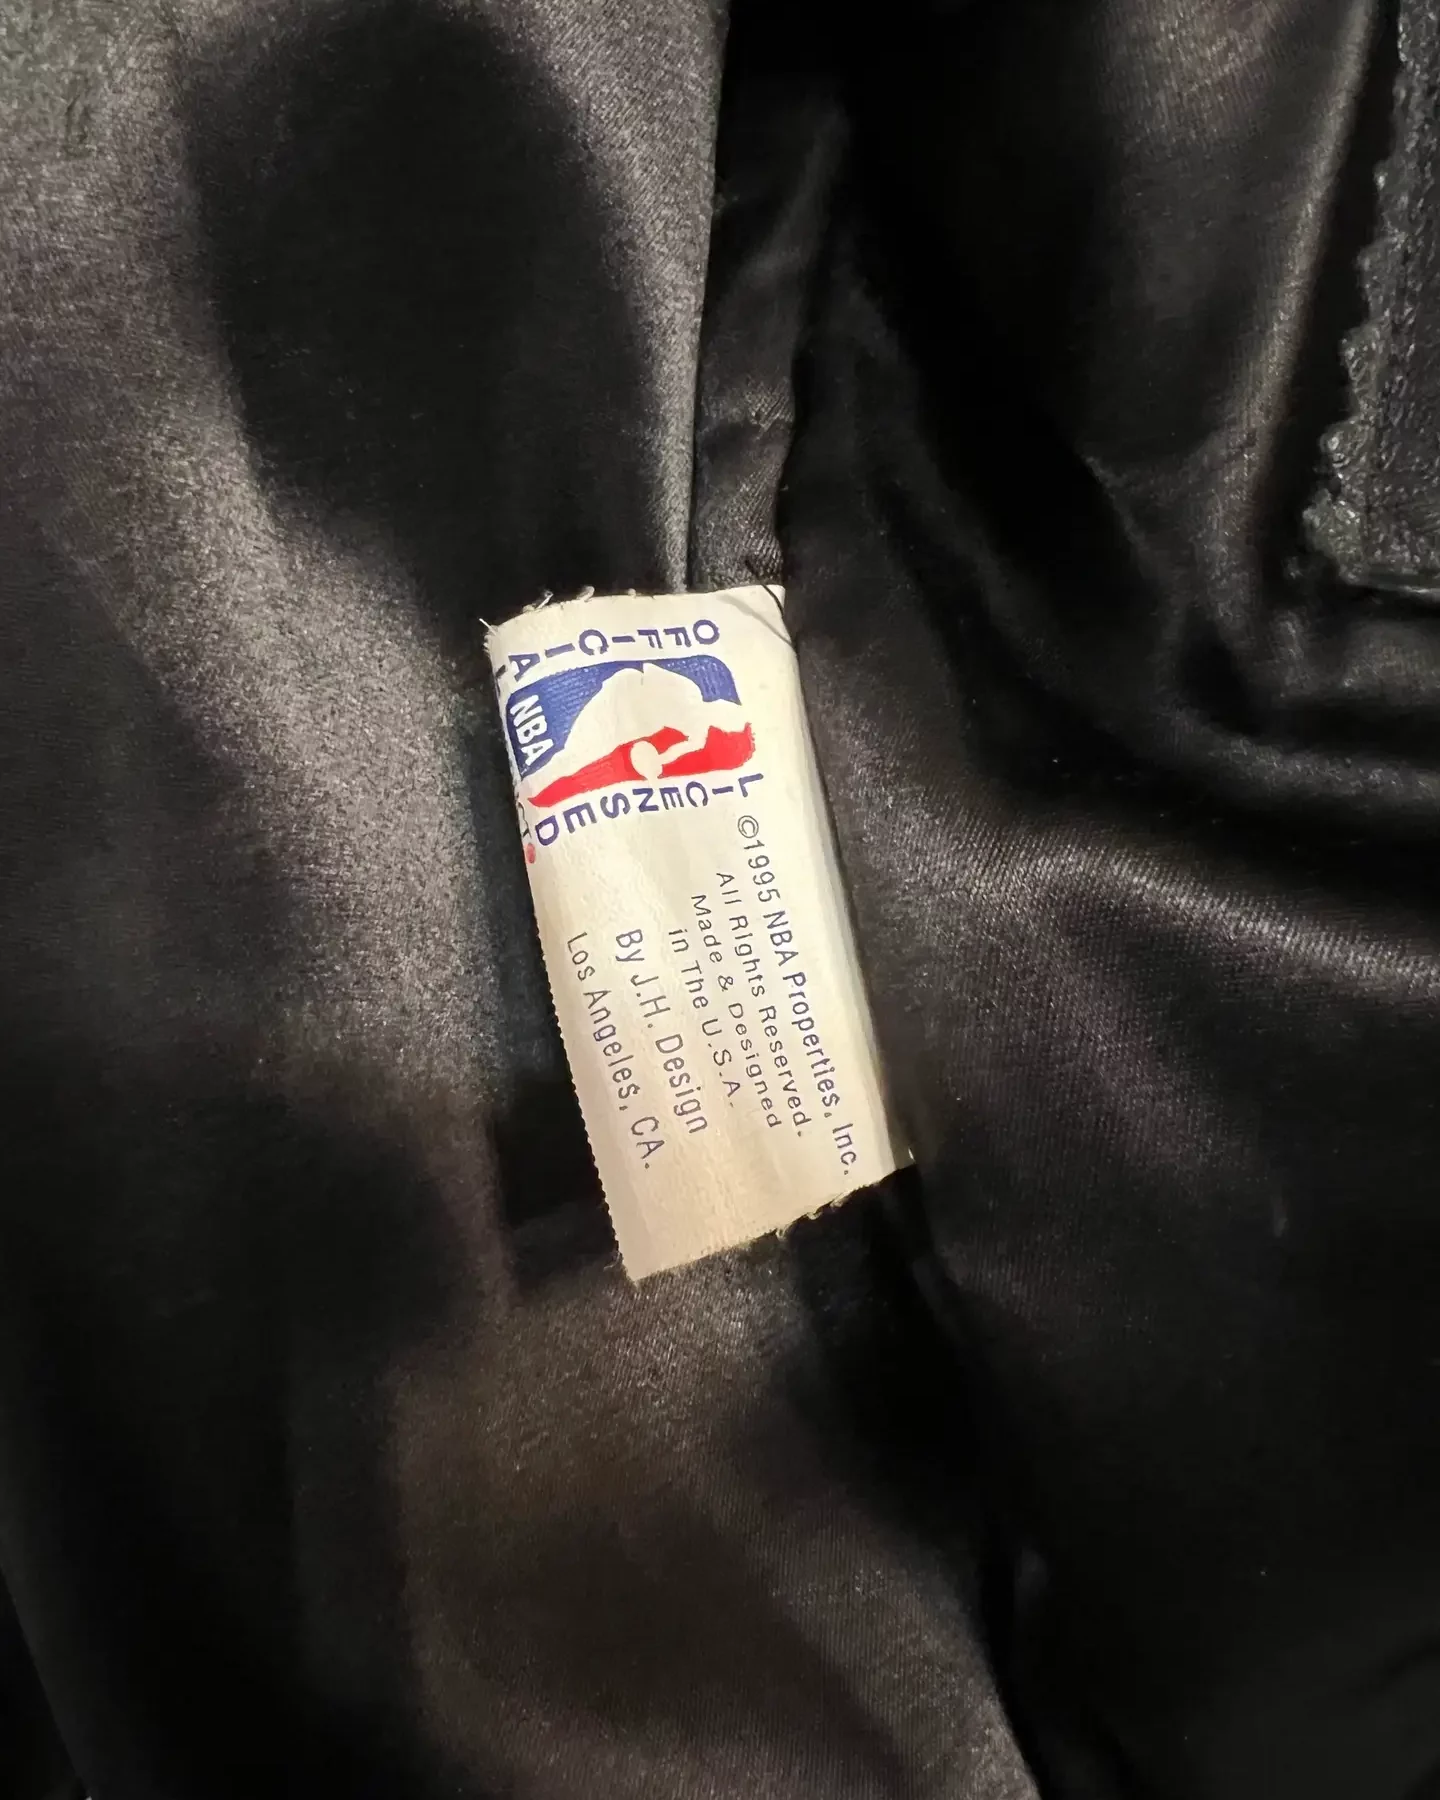 OFFICIAL
NBA
LICENSED
©1995 NBA Properties, Inc.
All Rights Reserved.
Made & Designed
in The U.S.A.
By J.H. Design
Los Angeles, CA.